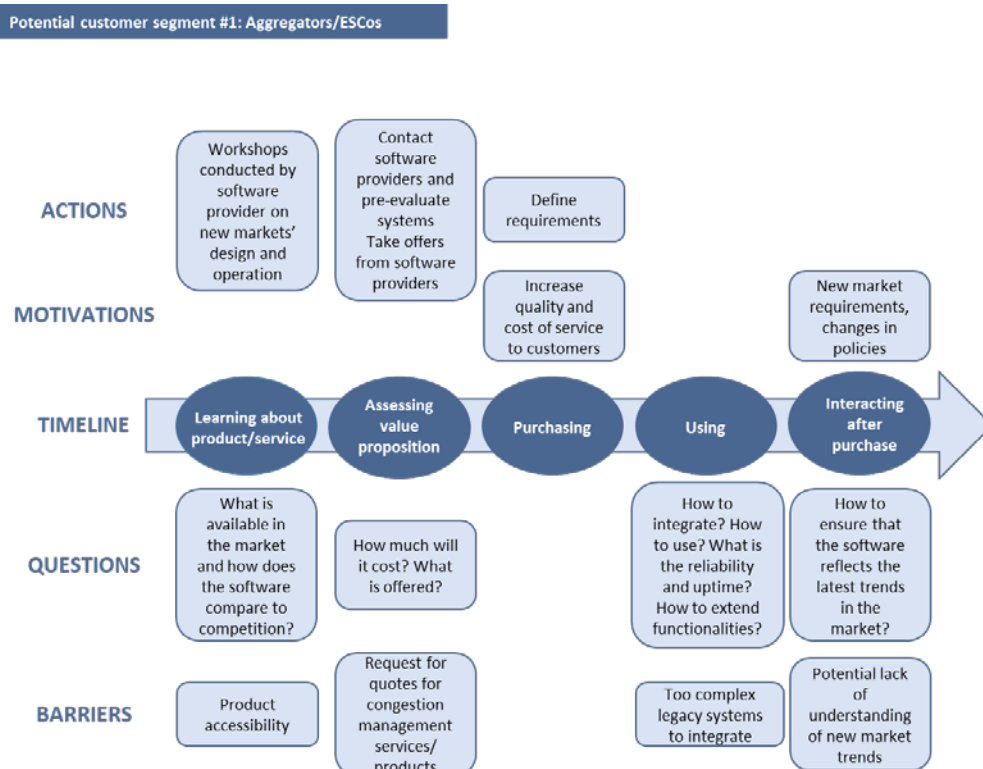 Potential customer segment #1: Aggregators/ESCos
ACTIONS
Workshops
conducted by
software
provider on
new markets'
design and
operation
Contact
software
providers and
pre-evaluate
systems
Take offers
from software
providers
Define
requirements
MOTIVATIONS
Increase
quality and
cost of service
to customers
New market
requirements,
changes in
policies
TIMELINE
Learning about
product/service
Assessing
value
proposition
Purchasing
Using
Interacting
after
purchase
QUESTIONS
What is
available in
the market
and how does
the software
compare to
competition?
How much will
it cost? What
is offered?
How to
integrate? How
to use? What is
the reliability
and uptime?
How to extend
functionalities?
How to
ensure that
the software
reflects the
latest trends
in the
market?
BARRIERS
Product
accessibility
Request for
quotes for
congestion
management
services/
products
Too complex
legacy systems
to integrate
Potential lack
of
understanding
of new market
trends